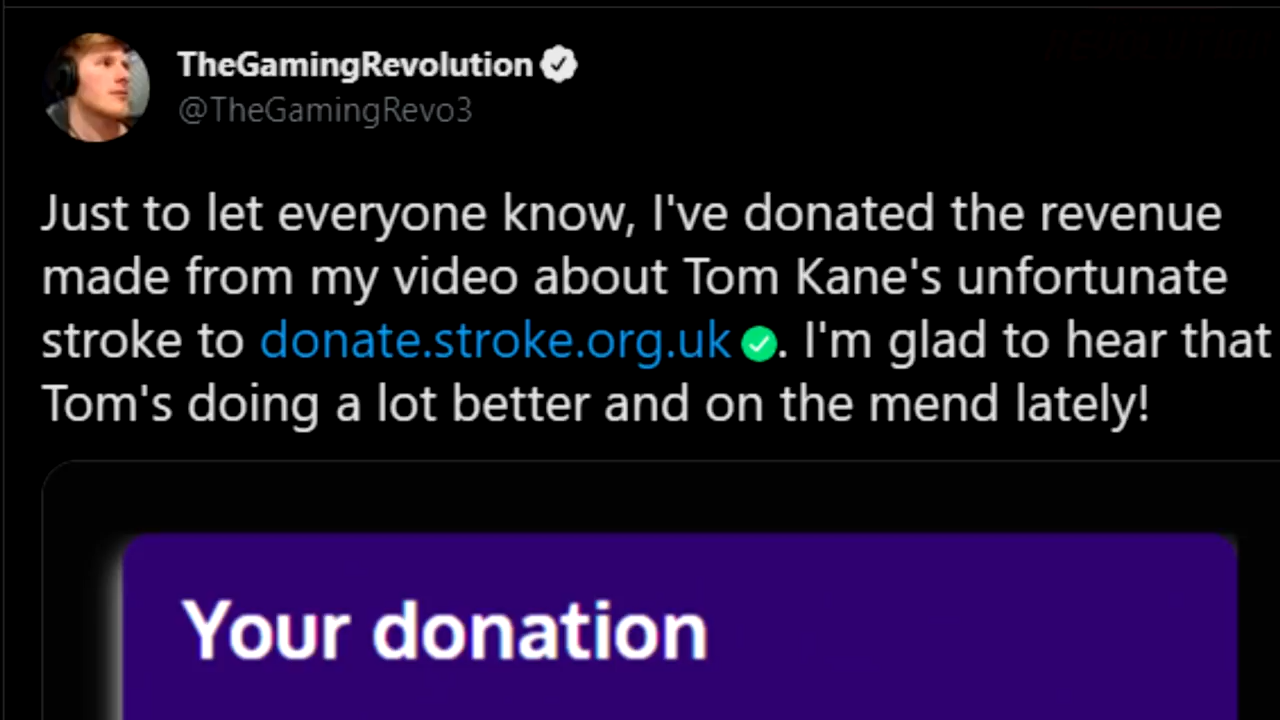 TheGamingRevolution
@TheGamingRevo3
Just to let everyone know, I've donated the revenue
made from my video about Tom Kane's unfortunate
stroke to donate.stroke.org.uk. I'm glad to hear that
Tom's doing a lot better and on the mend lately!
Your donation